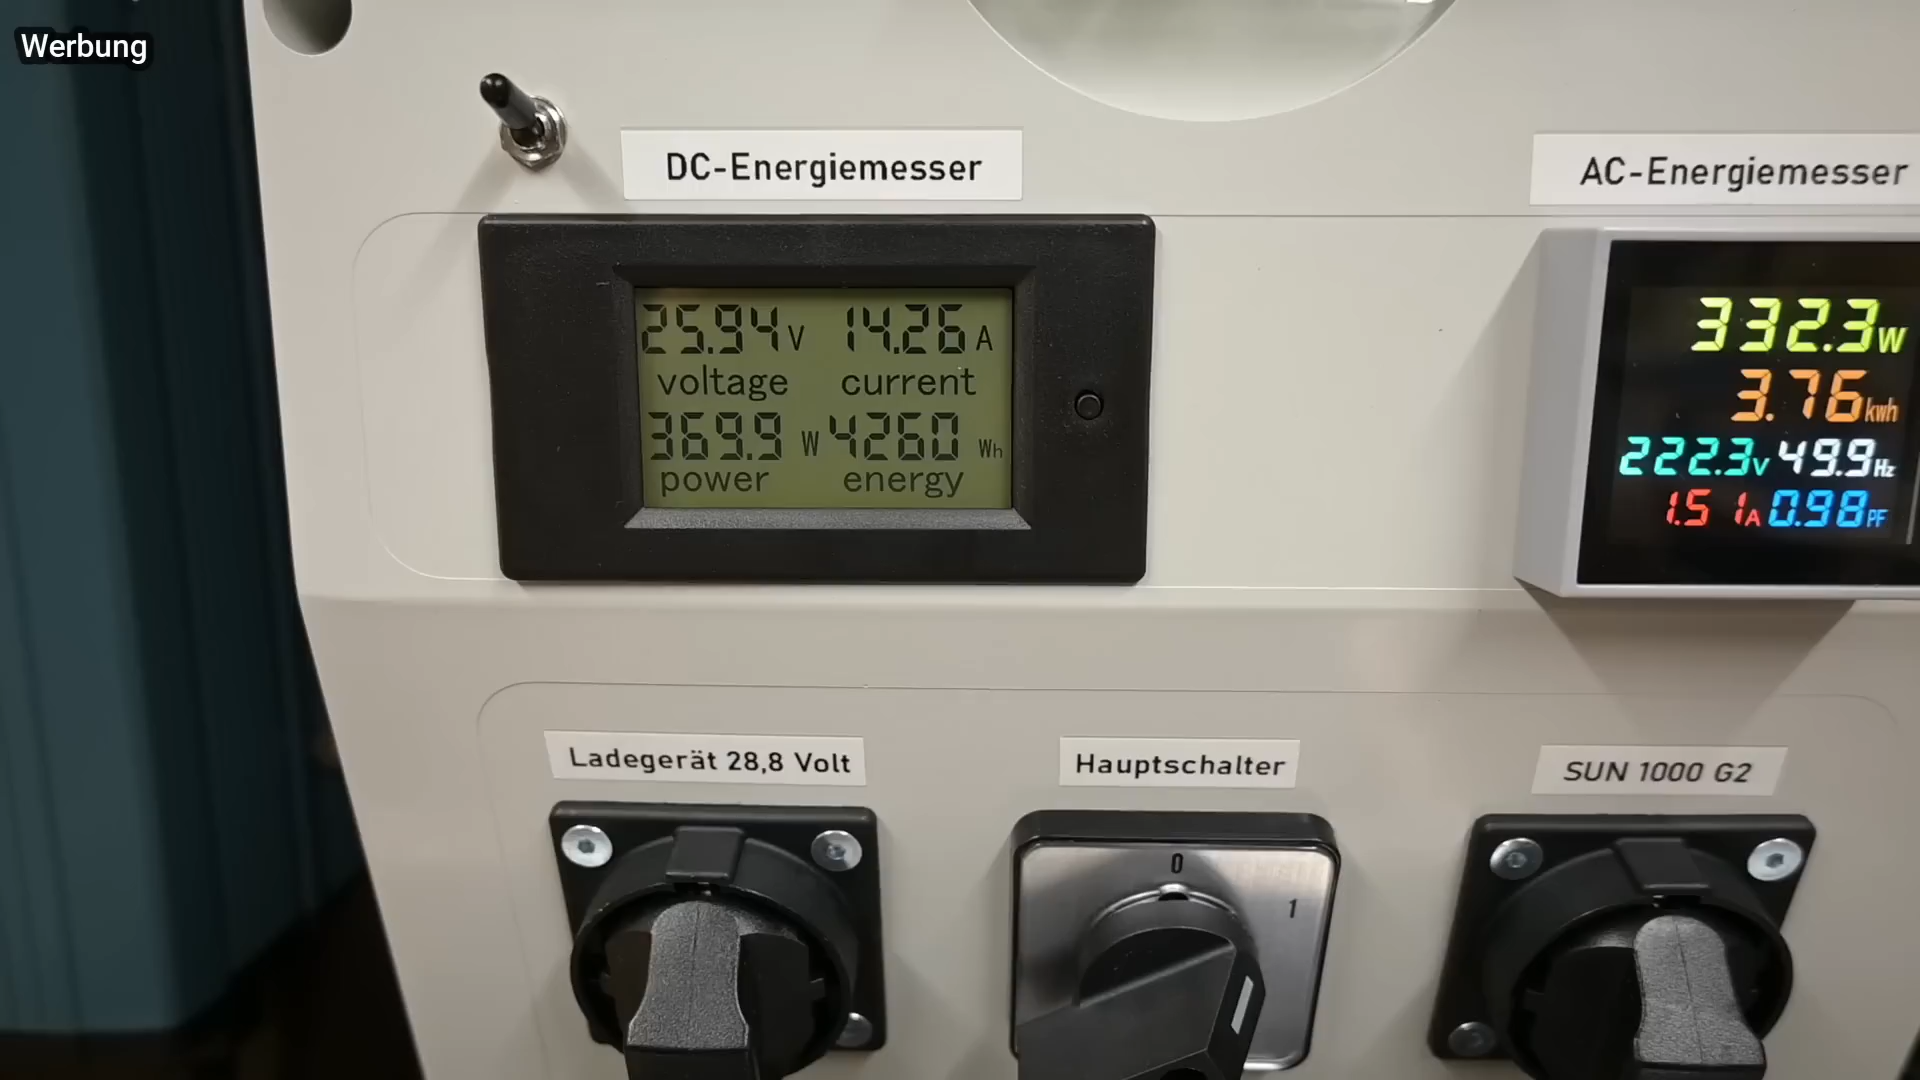 Werbung
DC-Energiemesser
AC-Energiemesser
25.94 V 14.26 A
voltage current
369.9 W 4260 Wh
power energy
332.3 W
3.76 kwh
222.3 V 49.9 Hz
1.51 A 0.98 PF
Ladegerät 28,8 Volt
Hauptschalter
SUN 1000 G2
0
1